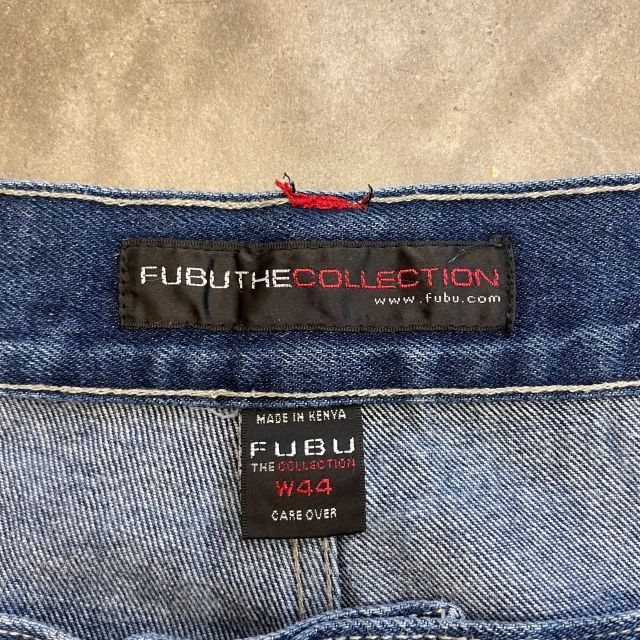 FUBUTHECOLLECTION
www.fubu.com
MADE IN KENYA
FUBU
THE COLLECTION
W44
CARE OVER